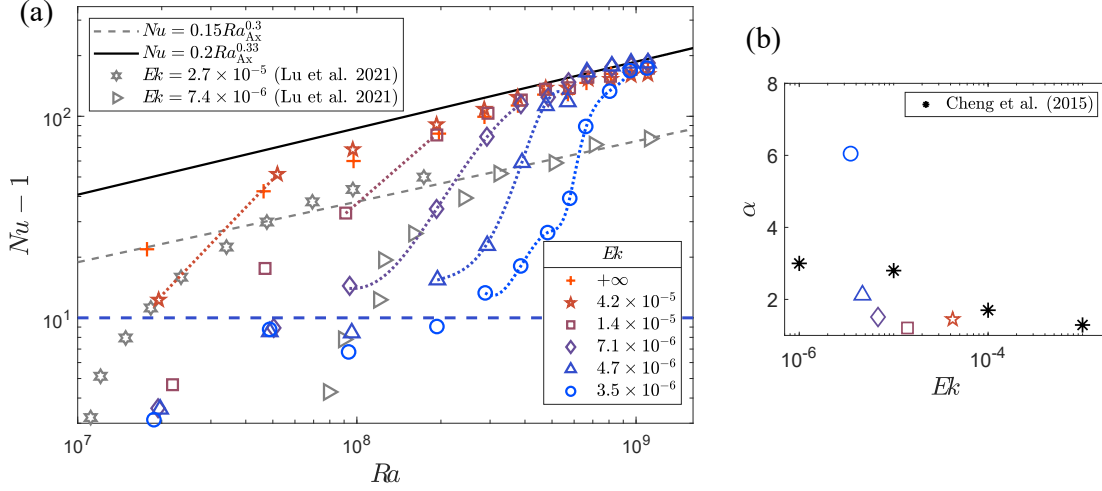 (a)
Nu = 0.15Ra_Ax^0.3
Nu = 0.2Ra_Ax^0.33
Ek = 2.7 × 10^-5 (Lu et al. 2021)
Ek = 7.4 × 10^-6 (Lu et al. 2021)
10^2
10^1
Nu − 1
Ek
+∞
4.2 × 10^-5
1.4 × 10^-5
7.1 × 10^-6
4.7 × 10^-6
3.5 × 10^-6
10^7
10^8
10^9
Ra
(b)
Cheng et al. (2015)
8
6
4
2
α
10^-6
10^-4
Ek